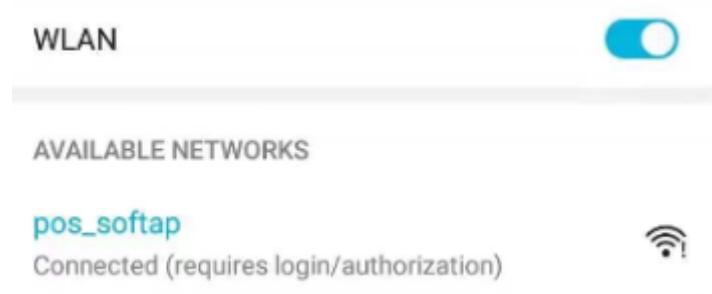 WLAN
AVAILABLE NETWORKS
pos_softap
Connected (requires login/authorization)